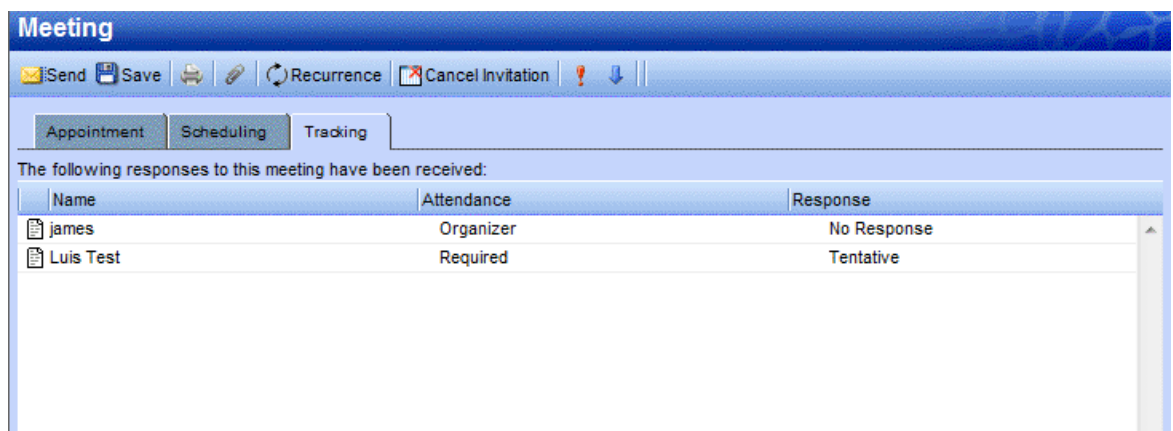 Meeting
Send Save Recurrence Cancel Invitation
Appointment Scheduling Tracking
The following responses to this meeting have been received:
Name Attendance Response
james Organizer No Response
Luis Test Required Tentative